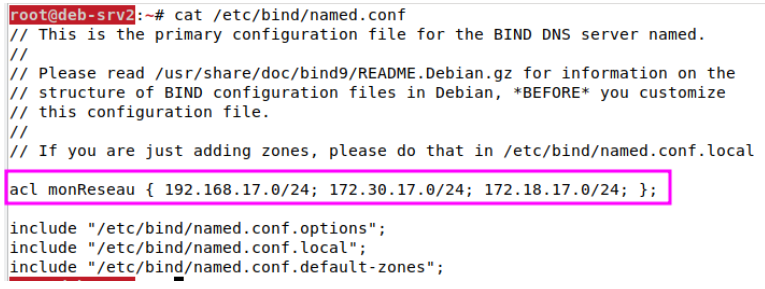 root@deb-srv2:~# cat /etc/bind/named.conf
// This is the primary configuration file for the BIND DNS server named.
//
// Please read /usr/share/doc/bind9/README.Debian.gz for information on the
// structure of BIND configuration files in Debian, *BEFORE* you customize
// this configuration file.
//
// If you are just adding zones, please do that in /etc/bind/named.conf.local
acl monReseau { 192.168.17.0/24; 172.30.17.0/24; 172.18.17.0/24; };
include "/etc/bind/named.conf.options";
include "/etc/bind/named.conf.local";
include "/etc/bind/named.conf.default-zones";